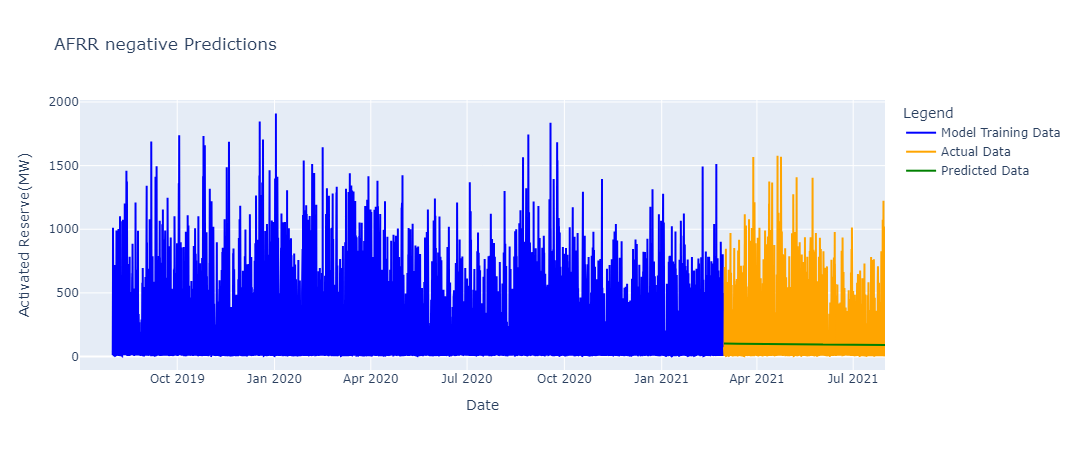 AFRR negative Predictions
Legend
Model Training Data
Actual Data
Predicted Data
Activated Reserve(MW)
2000
1500
1000
500
0
Oct 2019
Jan 2020
Apr 2020
Jul 2020
Oct 2020
Jan 2021
Apr 2021
Jul 2021
Date